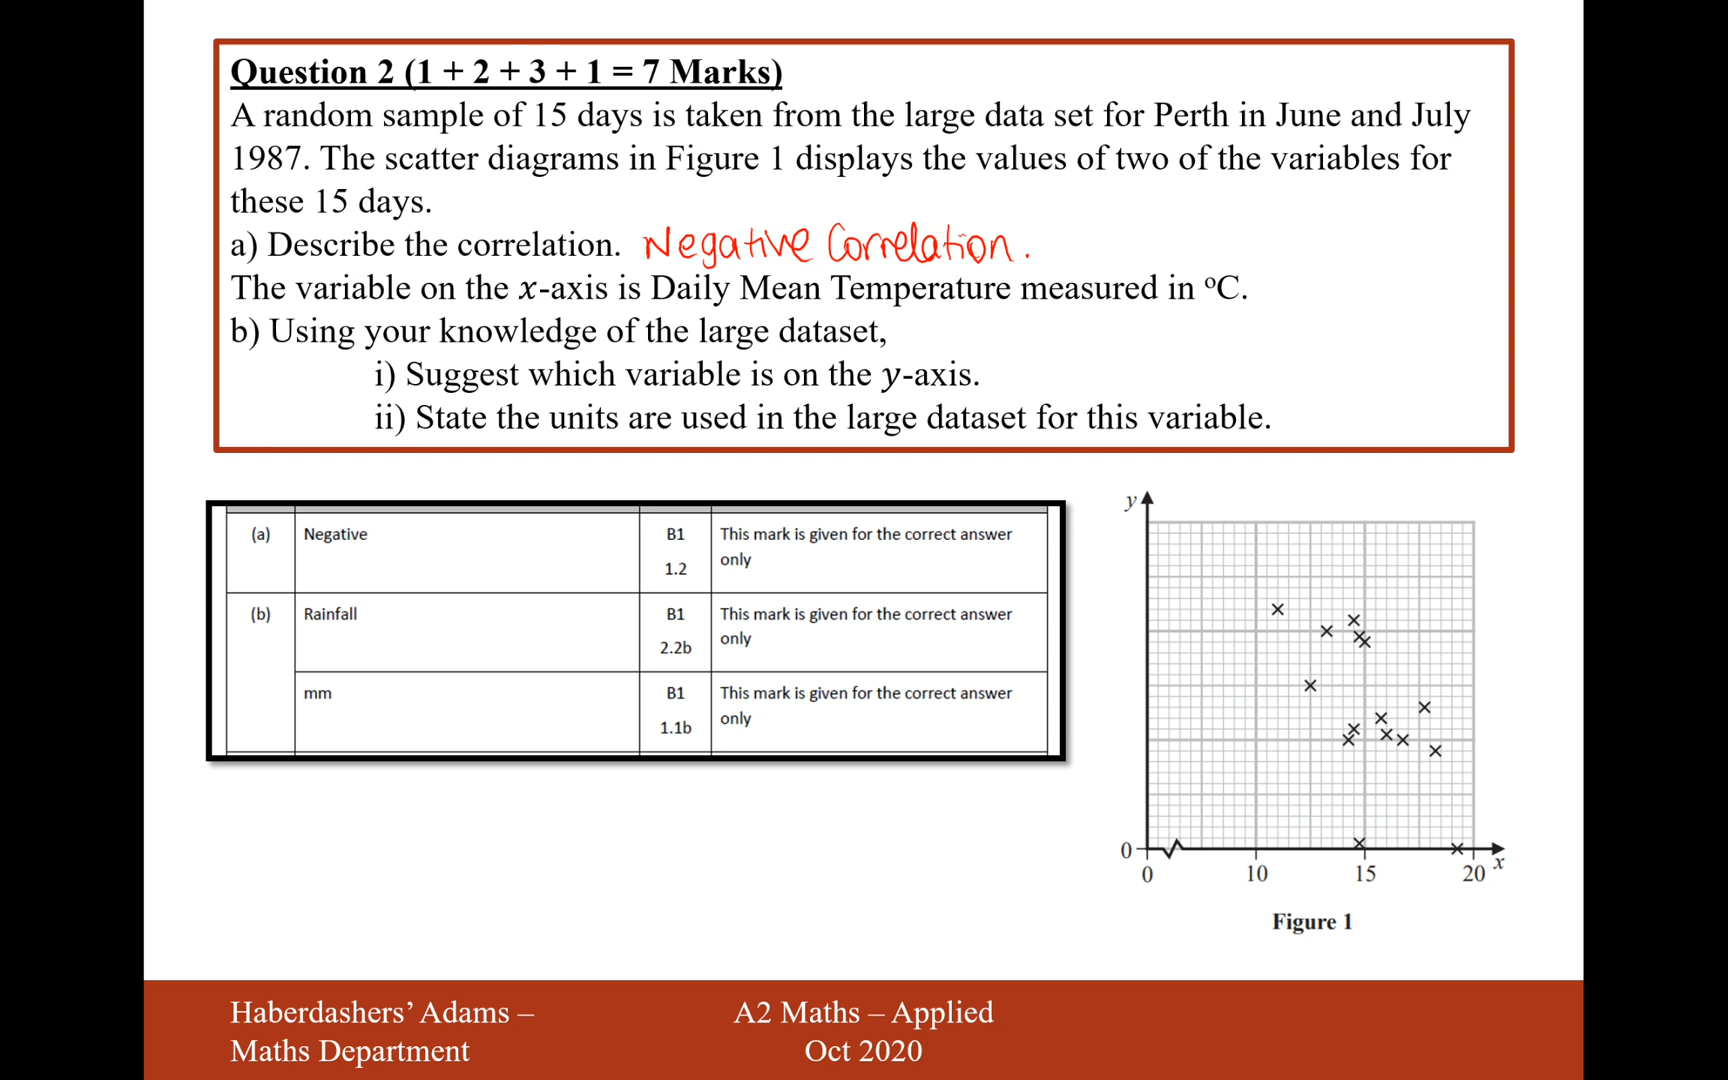 Question 2 (1 + 2 + 3 + 1 = 7 Marks)
A random sample of 15 days is taken from the large data set for Perth in June and July
1987. The scatter diagrams in Figure 1 displays the values of two of the variables for
these 15 days.
a) Describe the correlation. Negative Correlation.
The variable on the x-axis is Daily Mean Temperature measured in °C.
b) Using your knowledge of the large dataset,
i) Suggest which variable is on the y-axis.
ii) State the units are used in the large dataset for this variable.
(a) Negative B1 This mark is given for the correct answer
only
1.2
(b) Rainfall B1 This mark is given for the correct answer
only
2.2b
mm B1 This mark is given for the correct answer
only
1.1b
y
0
0 10 15 20 x
Figure 1
Haberdashers' Adams –
Maths Department
A2 Maths – Applied
Oct 2020